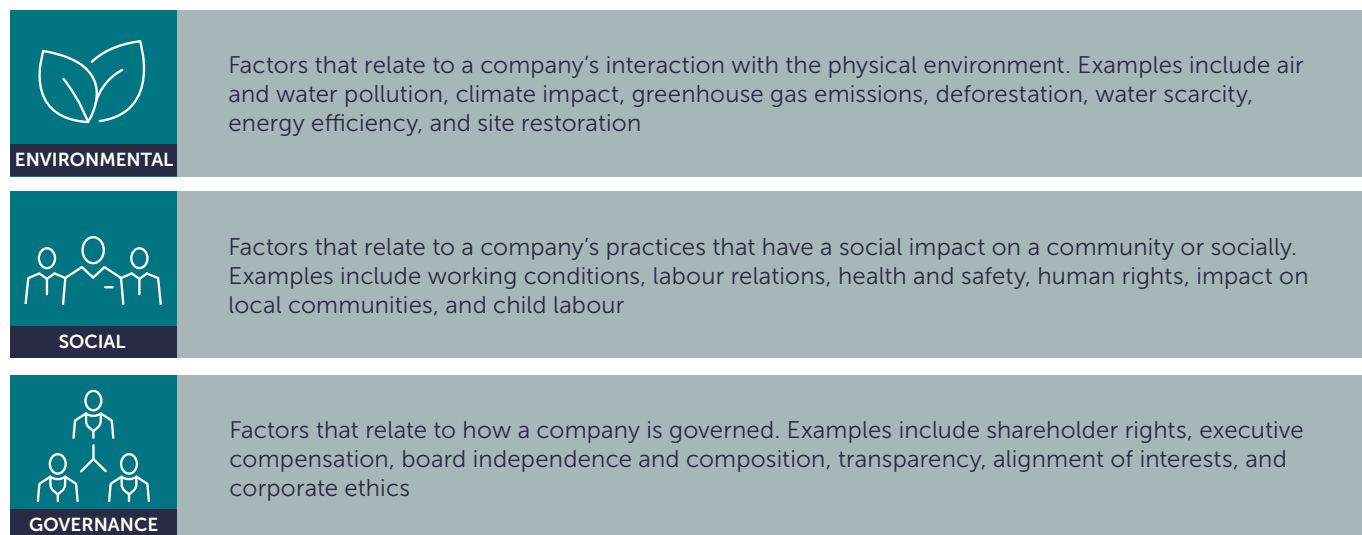 Factors that relate to a company’s interaction with the physical environment. Examples include air
and water pollution, climate impact, greenhouse gas emissions, deforestation, water scarcity,
energy efficiency, and site restoration
ENVIRONMENTAL
Factors that relate to a company’s practices that have a social impact on a community or socially.
Examples include working conditions, labour relations, health and safety, human rights, impact on
local communities, and child labour
SOCIAL
Factors that relate to how a company is governed. Examples include shareholder rights, executive
compensation, board independence and composition, transparency, alignment of interests, and
corporate ethics
GOVERNANCE